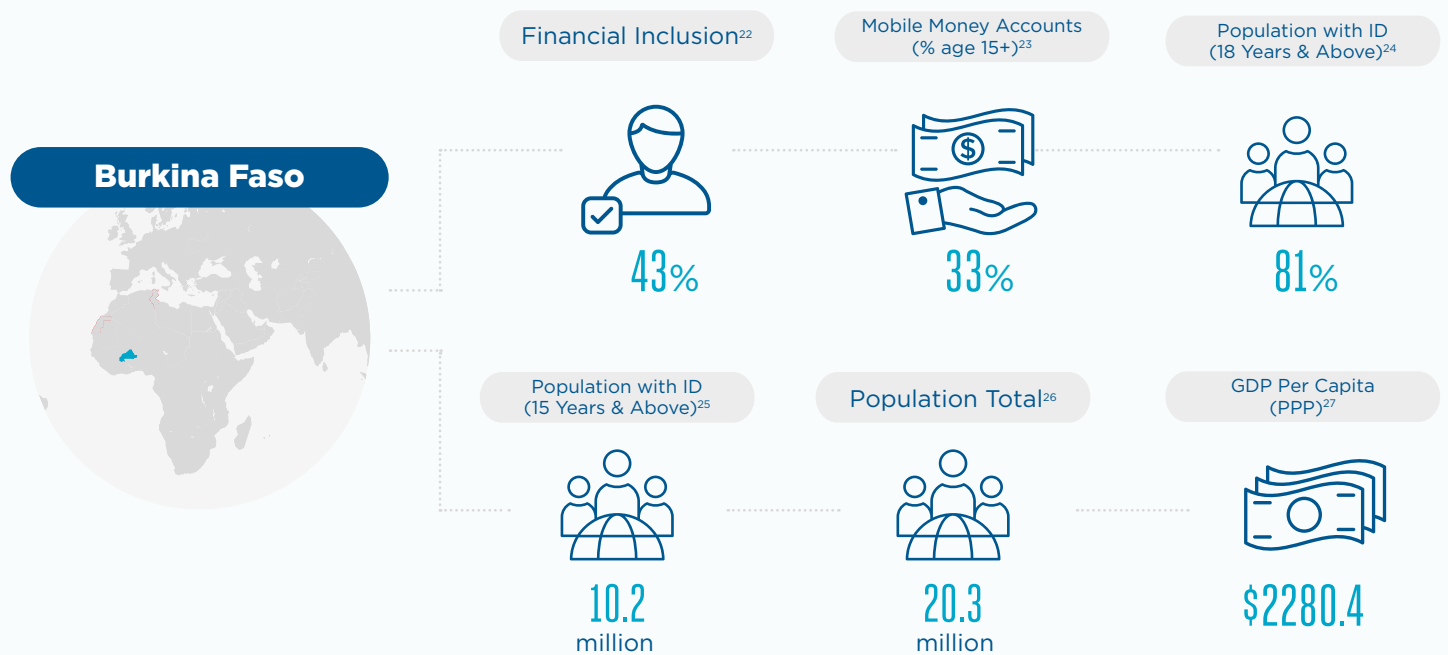 Burkina Faso
Financial Inclusion²²
43%
Mobile Money Accounts
(% age 15+)²³
$
33%
Population with ID
(18 Years & Above)²⁴
81%
Population with ID
(15 Years & Above)²⁵
10.2
million
Population Total²⁶
20.3
million
GDP Per Capita
(PPP)²⁷
$2280.4